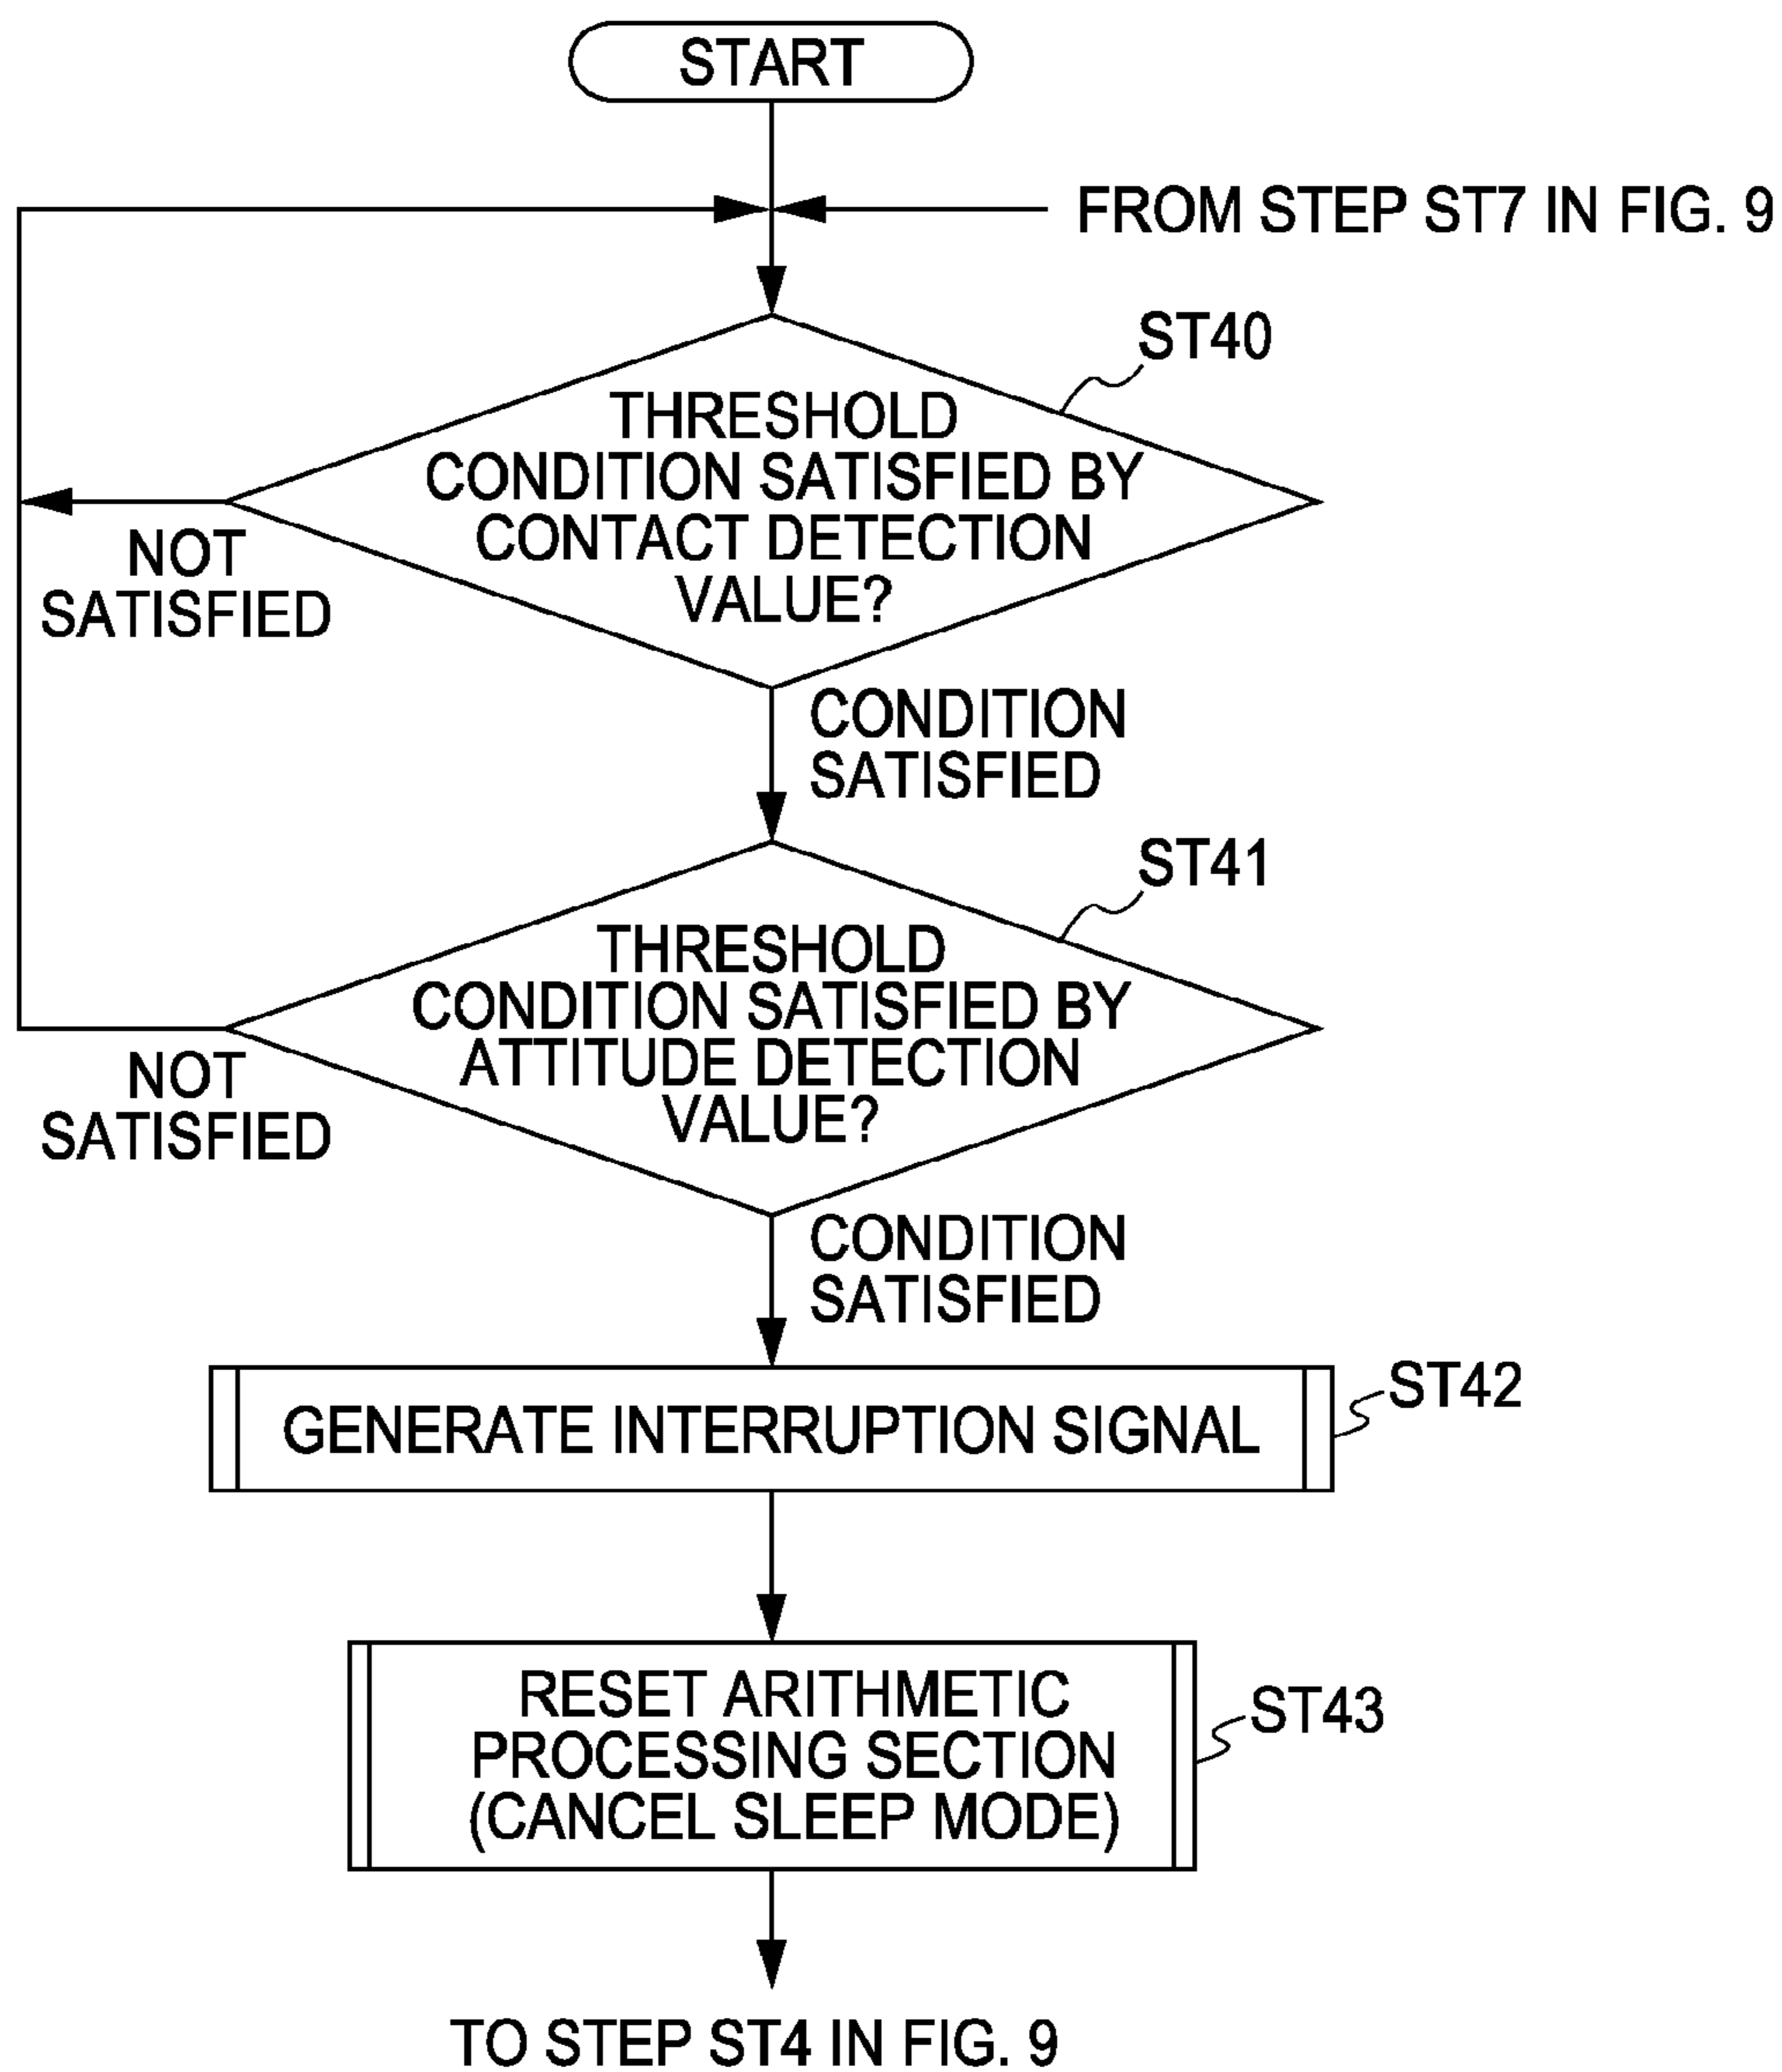 START
FROM STEP ST7 IN FIG. 9
ST40
THRESHOLD
CONDITION SATISFIED BY
CONTACT DETECTION
VALUE?
NOT
SATISFIED
CONDITION
SATISFIED
ST41
THRESHOLD
CONDITION SATISFIED BY
ATTITUDE DETECTION
VALUE?
NOT
SATISFIED
CONDITION
SATISFIED
ST42
GENERATE INTERRUPTION SIGNAL
RESET ARITHMETIC
PROCESSING SECTION
(CANCEL SLEEP MODE)
ST43
TO STEP ST4 IN FIG. 9